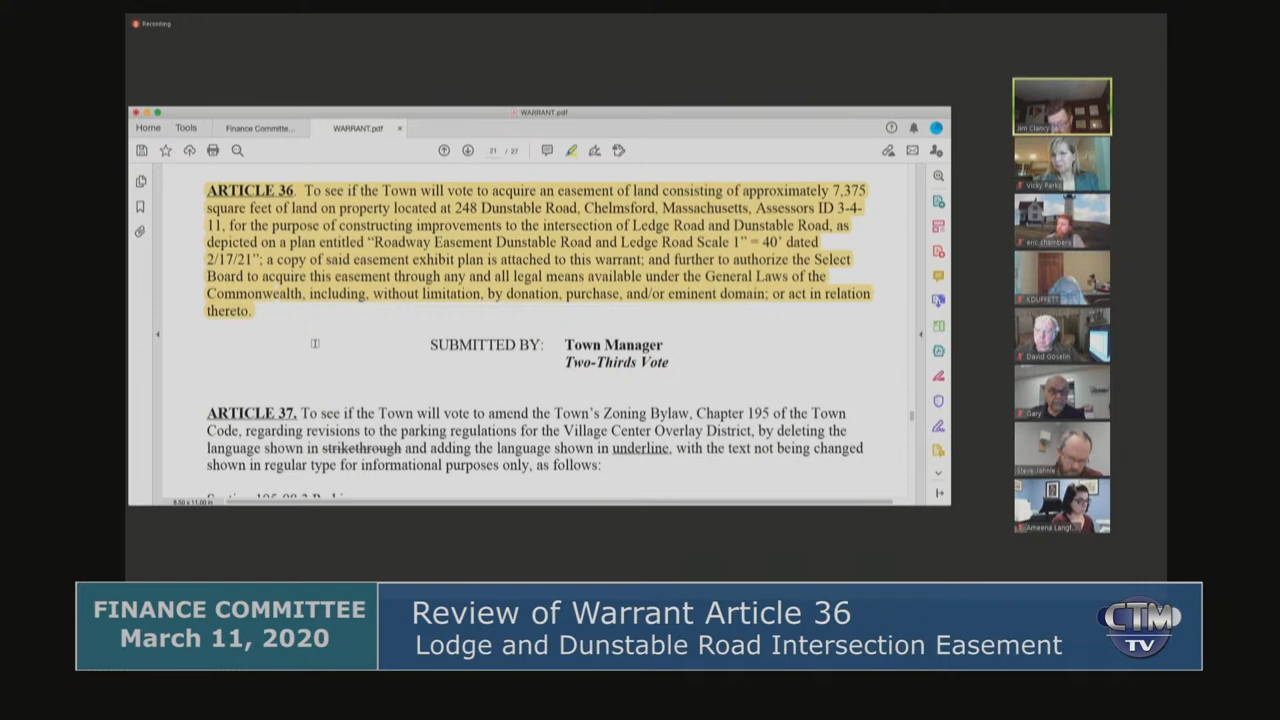 Recording
WARRANT.pdf
Home Tools Finance Committe... WARRANT.pdf ×
21 / 27
ARTICLE 36. To see if the Town will vote to acquire an easement of land consisting of approximately 7,375
square feet of land on property located at 248 Dunstable Road, Chelmsford, Massachusetts, Assessors ID 3-4-
11, for the purpose of constructing improvements to the intersection of Ledge Road and Dunstable Road, as
depicted on a plan entitled “Roadway Easement Dunstable Road and Ledge Road Scale 1” = 40’ dated
2/17/21”; a copy of said easement exhibit plan is attached to this warrant; and further to authorize the Select
Board to acquire this easement through any and all legal means available under the General Laws of the
Commonwealth, including, without limitation, by donation, purchase, and/or eminent domain; or act in relation
thereto.
SUBMITTED BY: Town Manager
Two-Thirds Vote
ARTICLE 37. To see if the Town will vote to amend the Town’s Zoning Bylaw, Chapter 195 of the Town
Code, regarding revisions to the parking regulations for the Village Center Overlay District, by deleting the
language shown in strikethrough and adding the language shown in underline, with the text not being changed
shown in regular type for informational purposes only, as follows:
8.50 x 11.00 in
Jim Clancy
Vicky Parks
eric chambers
KDUFFETT
David Goselin
Gary
Steve Jahnle
Ameena Langf...
FINANCE COMMITTEE
March 11, 2020
Review of Warrant Article 36
Lodge and Dunstable Road Intersection Easement
CTM
TV